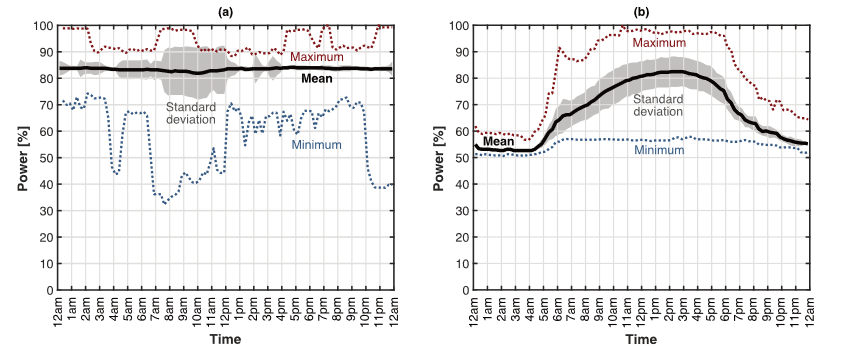 (a)
100
90
80
70
60
50
40
30
20
10
0
Power [%]
Maximum
Mean
Standard
deviation
Minimum
12am
1am
2am
3am
4am
5am
6am
7am
8am
9am
10am
11am
12pm
1pm
2pm
3pm
4pm
5pm
6pm
7pm
8pm
9pm
10pm
11pm
12am
Time
(b)
100
90
80
70
60
50
40
30
20
10
0
Power [%]
Maximum
Mean
Standard
deviation
Minimum
12am
1am
2am
3am
4am
5am
6am
7am
8am
9am
10am
11am
12pm
1pm
2pm
3pm
4pm
5pm
6pm
7pm
8pm
9pm
10pm
11pm
12am
Time